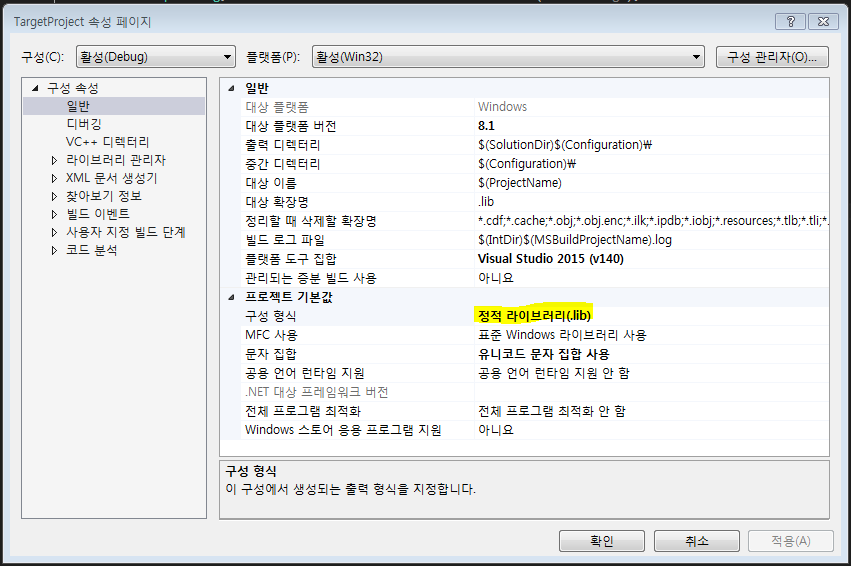 TargetProject 속성 페이지
구성(C): 활성(Debug) 플랫폼(P): 활성(Win32) 구성 관리자(O)...
구성 속성
일반
디버깅
VC++ 디렉터리
라이브러리 관리자
XML 문서 생성기
찾아보기 정보
빌드 이벤트
사용자 지정 빌드 단계
코드 분석
일반
대상 플랫폼 Windows
대상 플랫폼 버전 8.1
출력 디렉터리 $(SolutionDir)$(Configuration)₩
중간 디렉터리 $(Configuration)₩
대상 이름 $(ProjectName)
대상 확장명 .lib
정리할 때 삭제할 확장명 *.cdf;*.cache;*.obj;*.obj.enc;*.ilk;*.ipdb;*.iobj;*.resources;*.tlb;*.tli;*.
빌드 로그 파일 $(IntDir)$(MSBuildProjectName).log
플랫폼 도구 집합 Visual Studio 2015 (v140)
관리되는 증분 빌드 사용 아니요
프로젝트 기본값
구성 형식 정적 라이브러리(.lib)
MFC 사용 표준 Windows 라이브러리 사용
문자 집합 유니코드 문자 집합 사용
공용 언어 런타임 지원 공용 언어 런타임 지원 안 함
.NET 대상 프레임워크 버전
전체 프로그램 최적화 전체 프로그램 최적화 안 함
Windows 스토어 응용 프로그램 지원 아니요
구성 형식
이 구성에서 생성되는 출력 형식을 지정합니다.
확인 취소 적용(A)